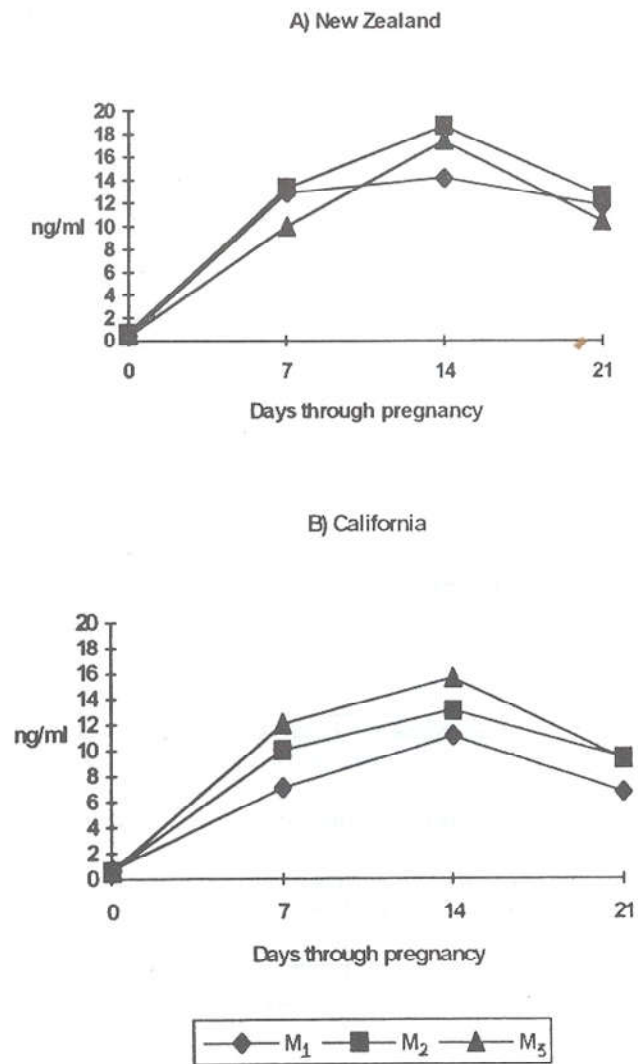 A) New Zealand
20
18
16
14
12
ng/ml
10
8
6
4
2
0
0 7 14 21
Days through pregnancy
B) California
20
18
16
14
12
ng/ml
10
8
6
4
2
0
0 7 14 21
Days through pregnancy
M₁ M₂ M₃